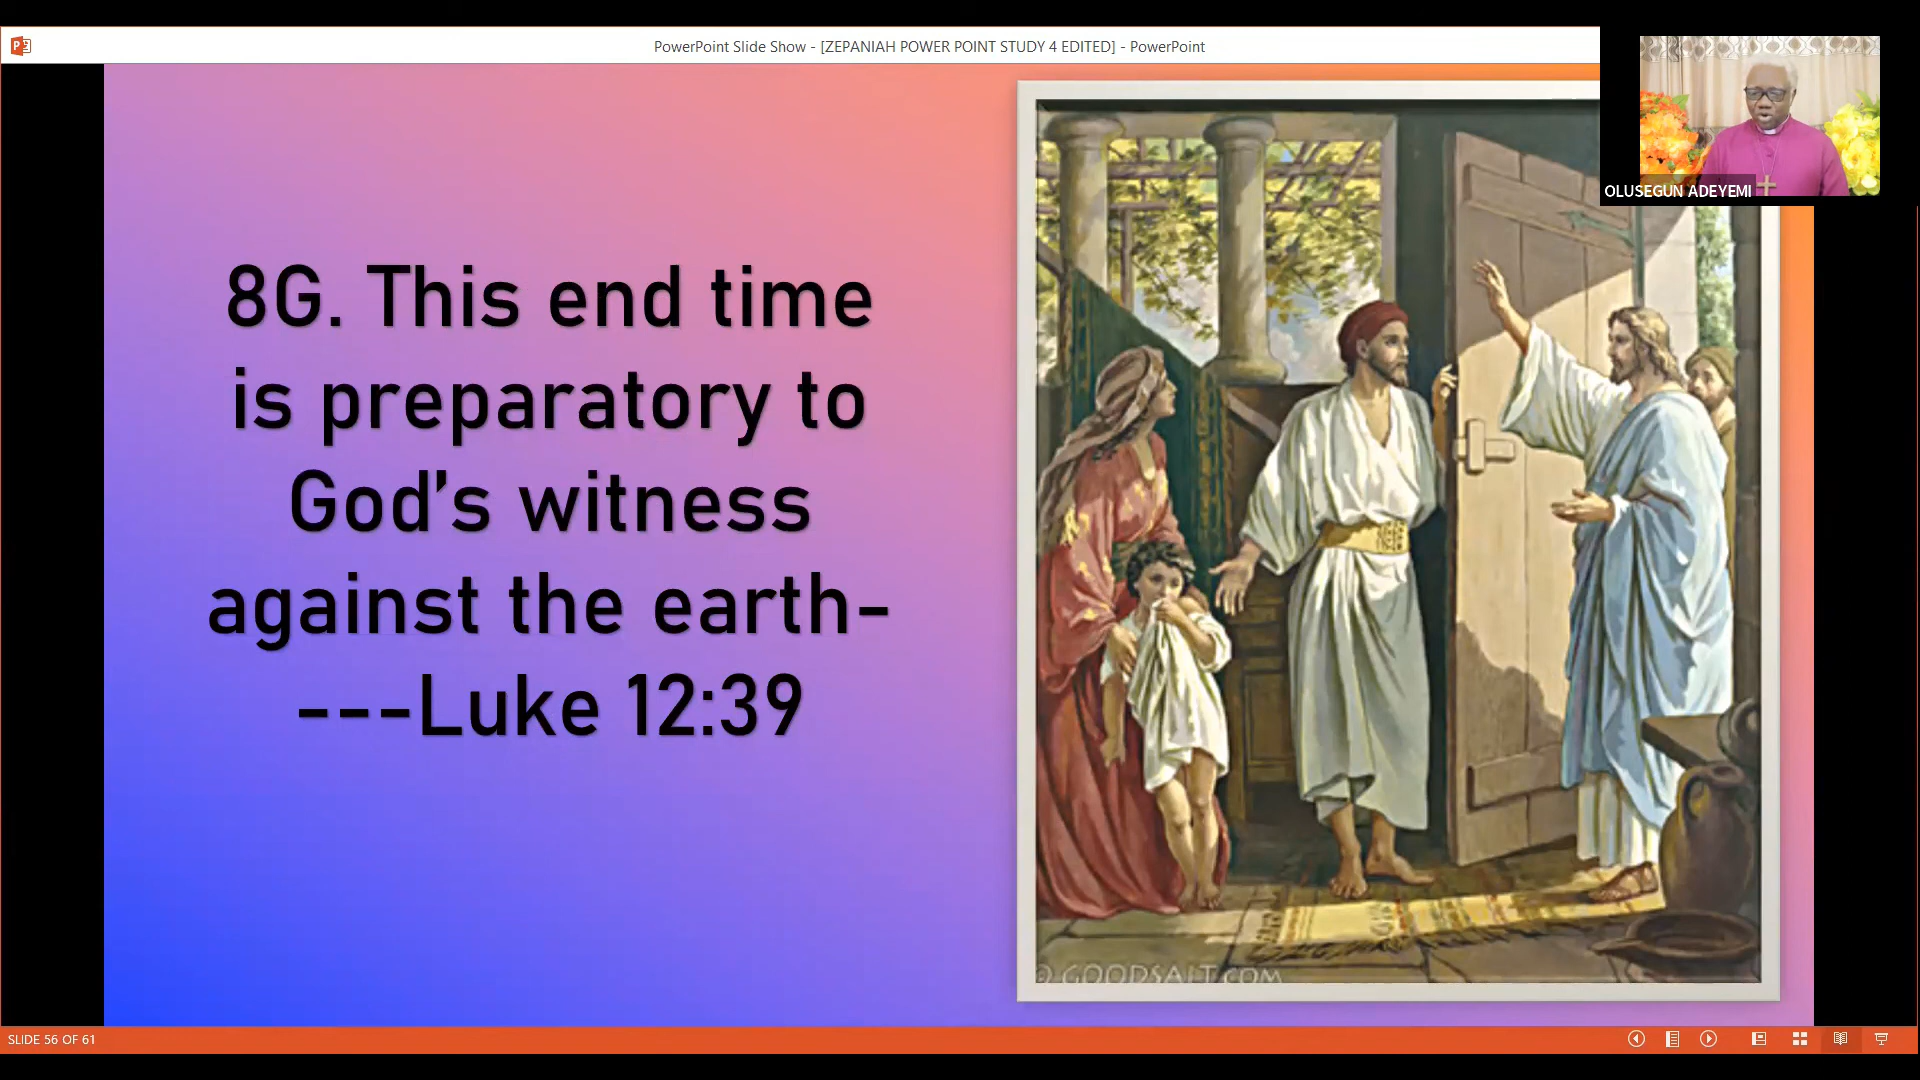 PowerPoint Slide Show - [ZEPANIAH POWER POINT STUDY 4 EDITED] - PowerPoint
OLUSEGUN ADEYEMI
8G. This end time
is preparatory to
God's witness
against the earth-
---Luke 12:39
© GOODSALT.COM
SLIDE 56 OF 61